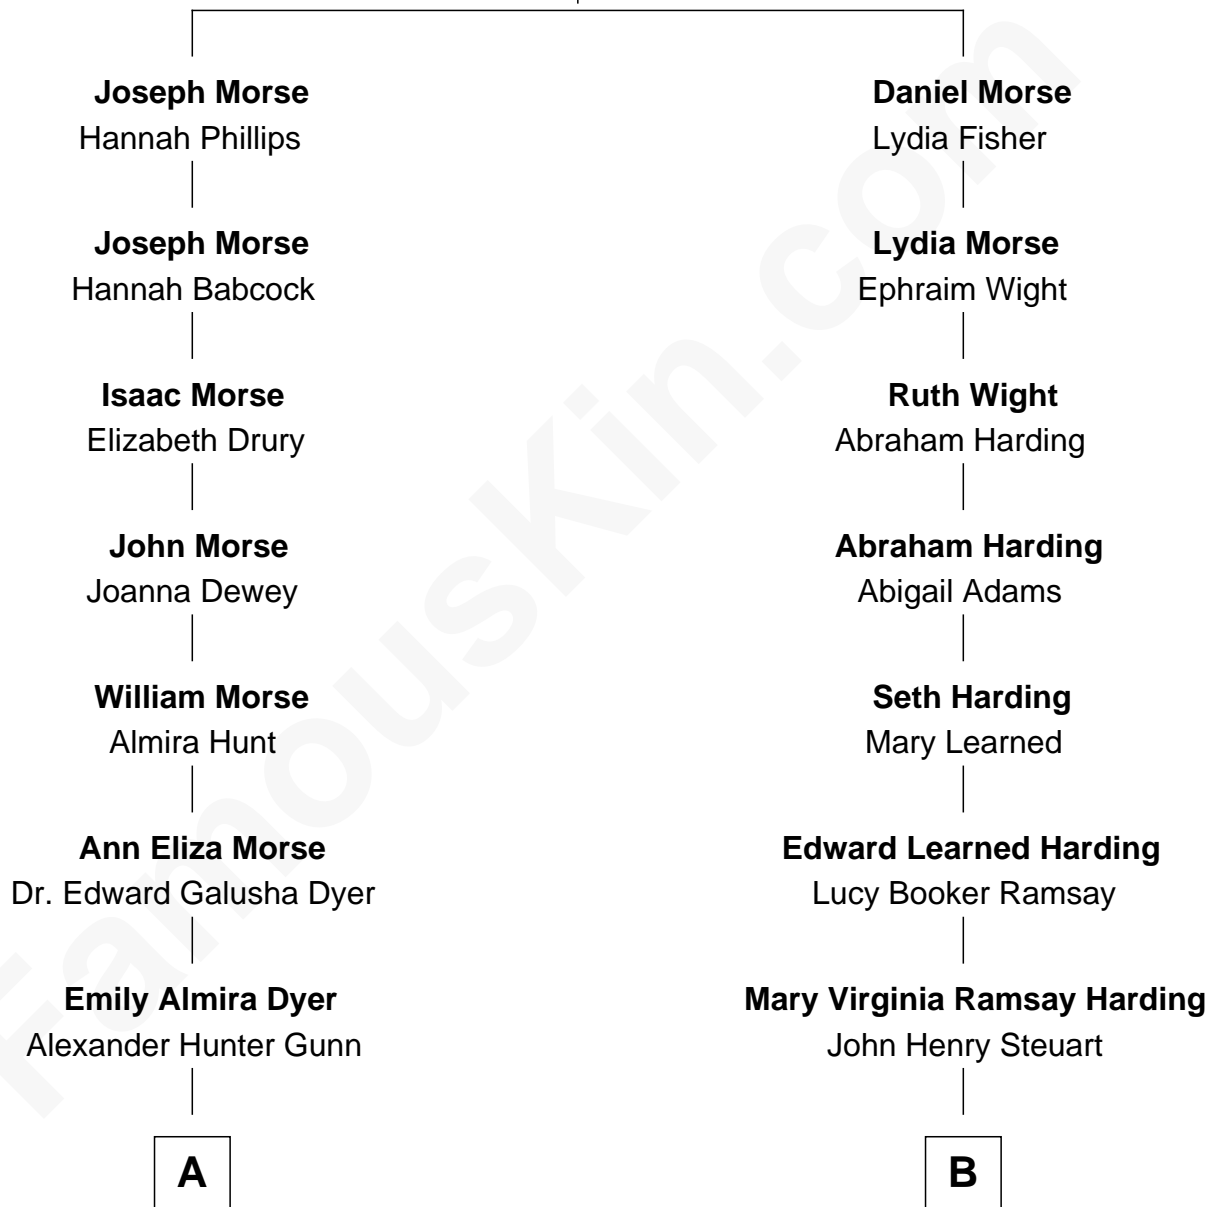 Joseph Morse
Hannah Phillips
Joseph Morse
Hannah Babcock
Isaac Morse
Elizabeth Drury
John Morse
Joanna Dewey
William Morse
Almira Hunt
Ann Eliza Morse
Dr. Edward Galusha Dyer
Emily Almira Dyer
Alexander Hunter Gunn
A
Daniel Morse
Lydia Fisher
Lydia Morse
Ephraim Wight
Ruth Wight
Abraham Harding
Abraham Harding
Abigail Adams
Seth Harding
Mary Learned
Edward Learned Harding
Lucy Booker Ramsay
Mary Virginia Ramsay Harding
John Henry Steuart
B
FamousKin.com